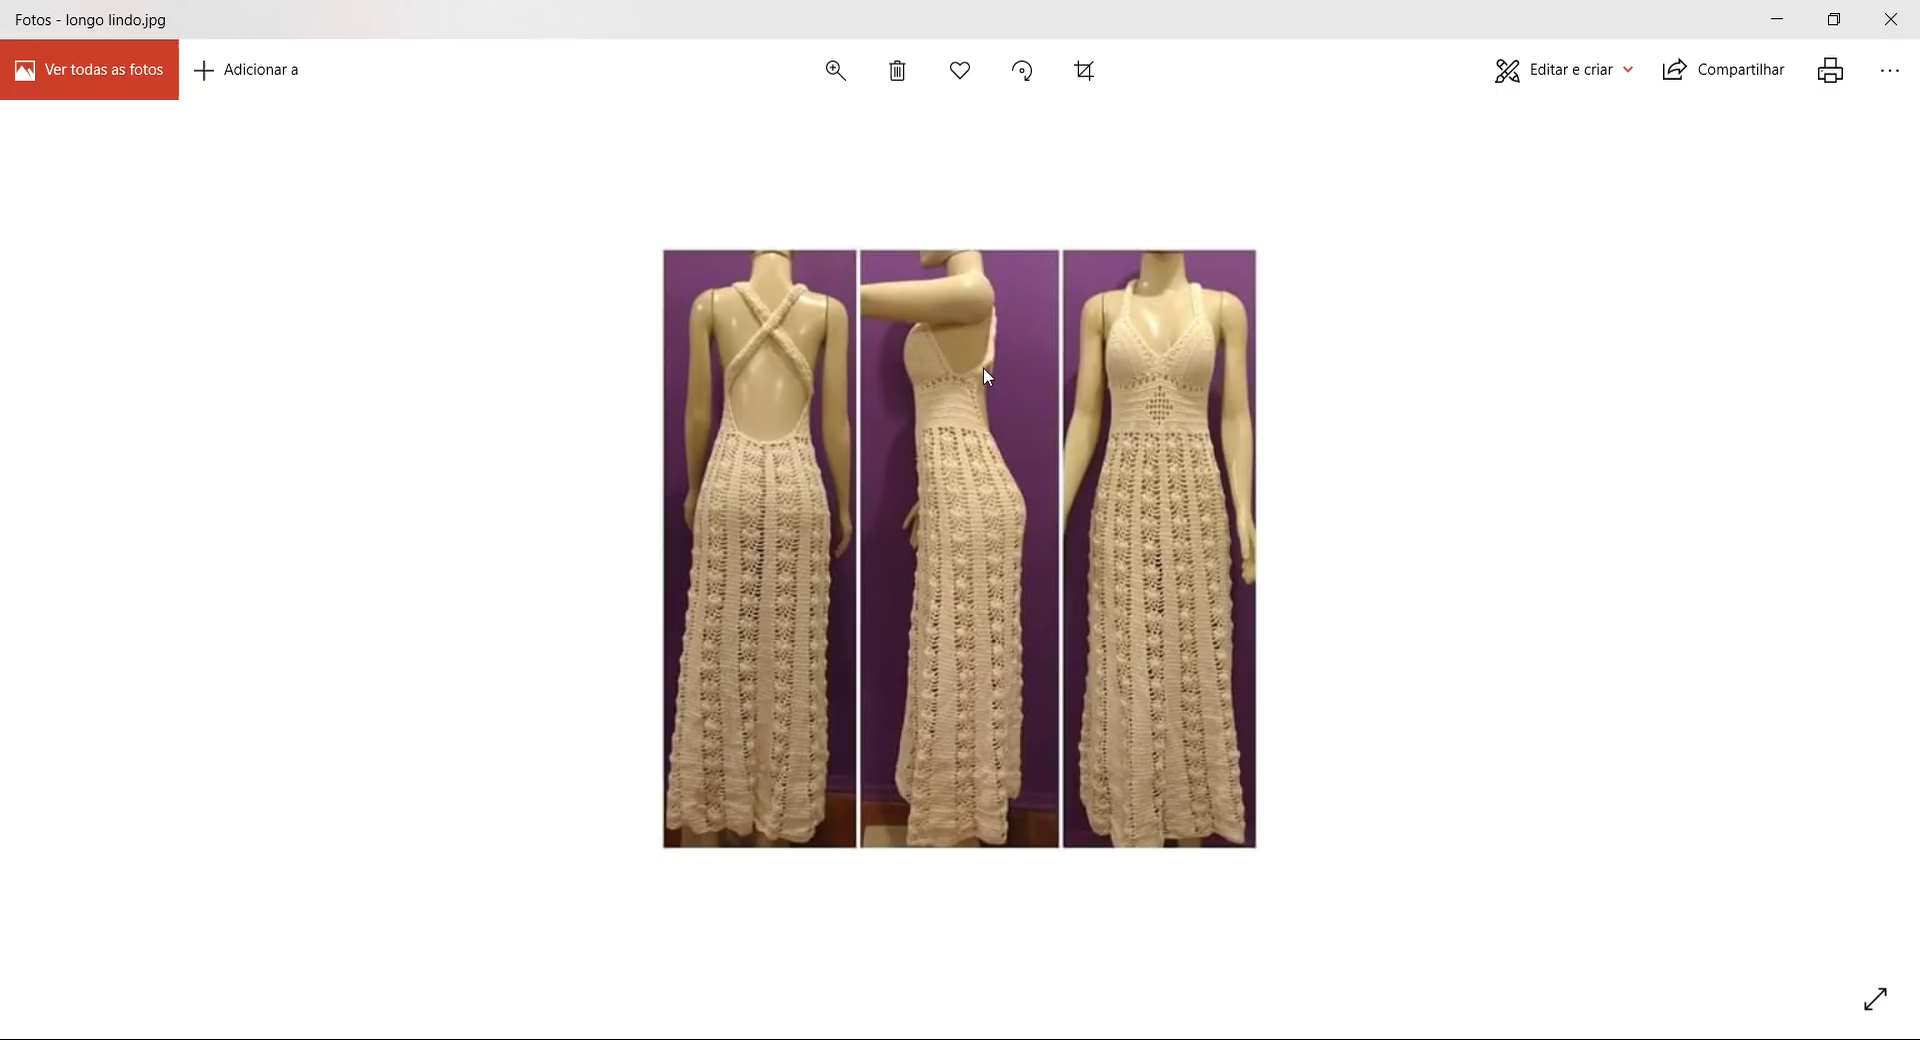 Fotos - longo lindo.jpg
Ver todas as fotos
Adicionar a
Editar e criar
Compartilhar